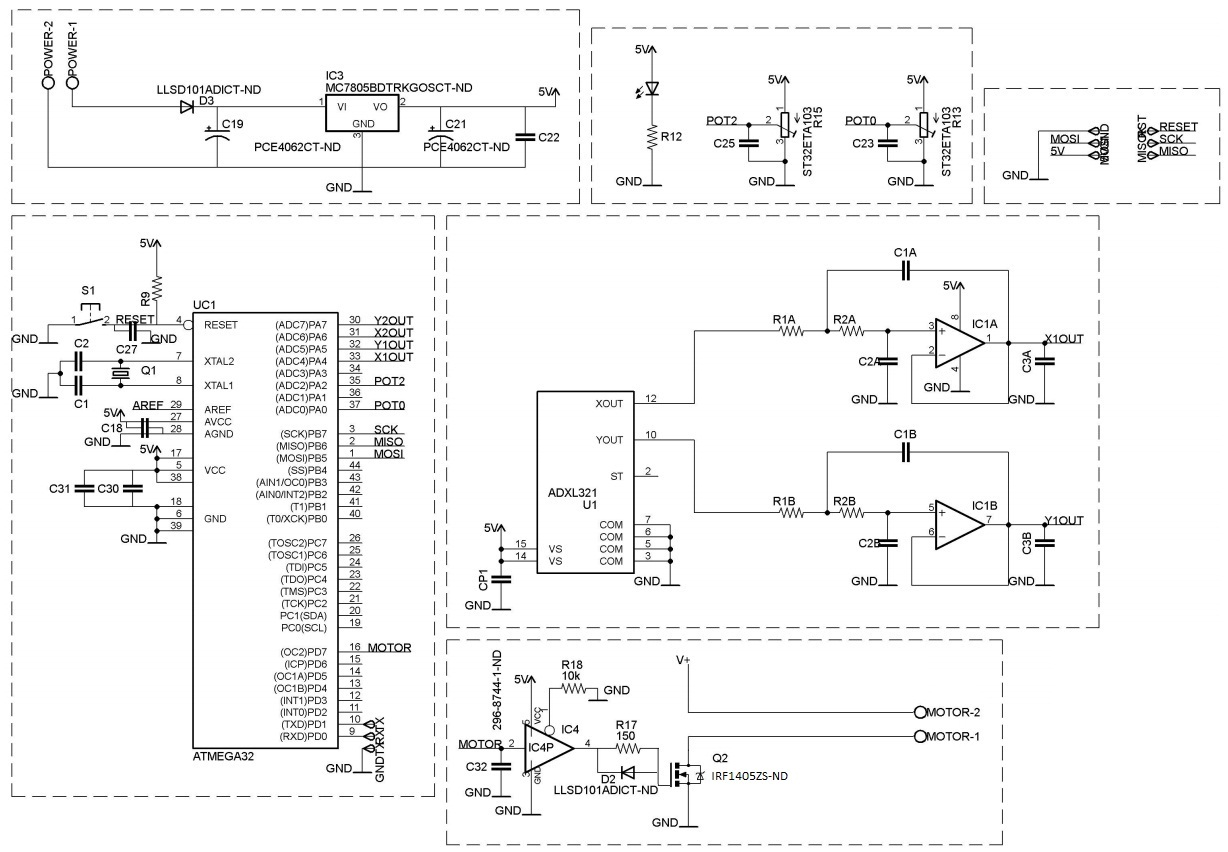 POWER-2
POWER-1
LLSD101ADICT-ND
D3
C19
PCE4062CT-ND
IC3
MC7805BDTRKGOSCT-ND
1 VI VO 2
GND
3
C21
PCE4062CT-ND
5V
C22
GND
5V
R12
GND
5V
POT2 2
1
3
C25
GND
R15
ST32ETA103
5V
POT0 2
1
3
C23
GND
R13
ST32ETA103
MOSI
5V
GND
RESET
SCK
MISO
5V
R9
S1
1 2
RESET
GND
C27
GND
C2
Q1
C1
GND
AREF
5V
C18
GND
5V
C31
C30
GND
UC1
4 RESET
7 XTAL2
8 XTAL1
29 AREF
27 AVCC
28 AGND
17
5 VCC
38
18
6 GND
39
(ADC7)PA7 30 Y2OUT
(ADC6)PA6 31 X2OUT
(ADC5)PA5 32 Y1OUT
(ADC4)PA4 33 X1OUT
(ADC3)PA3 34
(ADC2)PA2 35 POT2
(ADC1)PA1 36
(ADC0)PA0 37 POT0
(SCK)PB7 3 SCK
(MISO)PB6 2 MISO
(MOSI)PB5 1 MOSI
(SS)PB4 44
(AIN1/OC0)PB3 43
(AIN0/INT2)PB2 42
(T1)PB1 41
(T0/XCK)PB0 40
(TOSC2)PC7 26
(TOSC1)PC6 25
(TDI)PC5 24
(TDO)PC4 23
(TMS)PC3 22
(TCK)PC2 21
PC1(SDA) 20
PC0(SCL) 19
(OC2)PD7 16 MOTOR
(ICP)PD6 15
(OC1A)PD5 14
(OC1B)PD4 13
(INT1)PD3 12
(INT0)PD2 11
(TXD)PD1 10
(RXD)PD0 9
GND
ATMEGA32
ADXL321
U1
XOUT 12
YOUT 10
ST 2
COM 7
COM 6
COM 5
COM 3
GND
5V
15 VS
14 VS
CP1
GND
C1A
R1A
R2A
C2A
GND
5V
8
3 +
2 -
1
4
IC1A
GND
X1OUT
C3A
GND
C1B
R1B
R2B
C2B
GND
5 +
6 -
7
IC1B
Y1OUT
C3B
GND
296-8744-1-ND
5V
5
VCC
1
R18
10k
GND
IC4
IC4P
MOTOR 2
4
C32
GND
3
GND
GND
R17
150
D2
LLSD101ADICT-ND
Q2
IRF1405ZS-ND
GND
V+
MOTOR-2
MOTOR-1